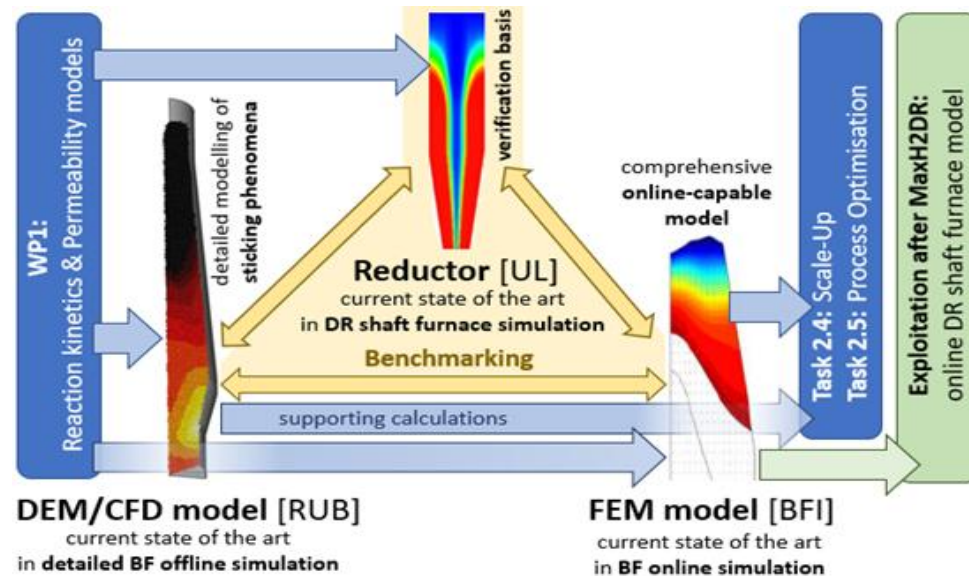 WP1:
Reaction kinetics & Permeability models
detailed modelling of
sticking phenomena
verification basis
Reductor [UL]
current state of the art
in DR shaft furnace simulation
Benchmarking
supporting calculations
comprehensive
online-capable
model
Task 2.4: Scale-Up
Task 2.5: Process Optimisation
Exploitation after MaxH2DR:
online DR shaft furnace model
DEM/CFD model [RUB]
current state of the art
in detailed BF offline simulation
FEM model [BFI]
current state of the art
in BF online simulation